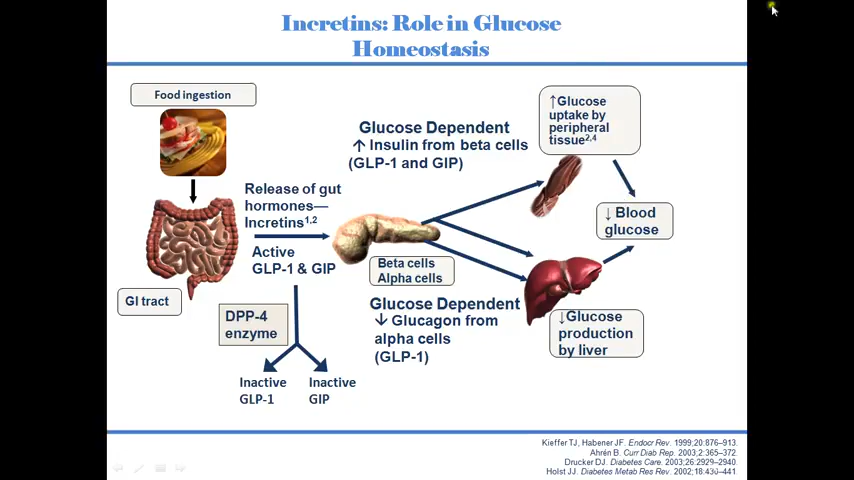 Incretins: Role in Glucose
Homeostasis
Food ingestion
GI tract
Release of gut
hormones—
Incretins1,2
Active
GLP-1 & GIP
DPP-4
enzyme
Inactive
GLP-1
Inactive
GIP
Glucose Dependent
↑ Insulin from beta cells
(GLP-1 and GIP)
Beta cells
Alpha cells
Glucose Dependent
↓ Glucagon from
alpha cells
(GLP-1)
↑Glucose
uptake by
peripheral
tissue2,4
↓Glucose
production
by liver
↓ Blood
glucose
Kieffer TJ, Habener JF. Endocr Rev. 1999;20:876–913.
Ahrén B. Curr Diab Rep. 2003;2:365–372.
Drucker DJ. Diabetes Care. 2003;26:2929–2940.
Holst JJ. Diabetes Metab Res Rev. 2002;18:430–441.